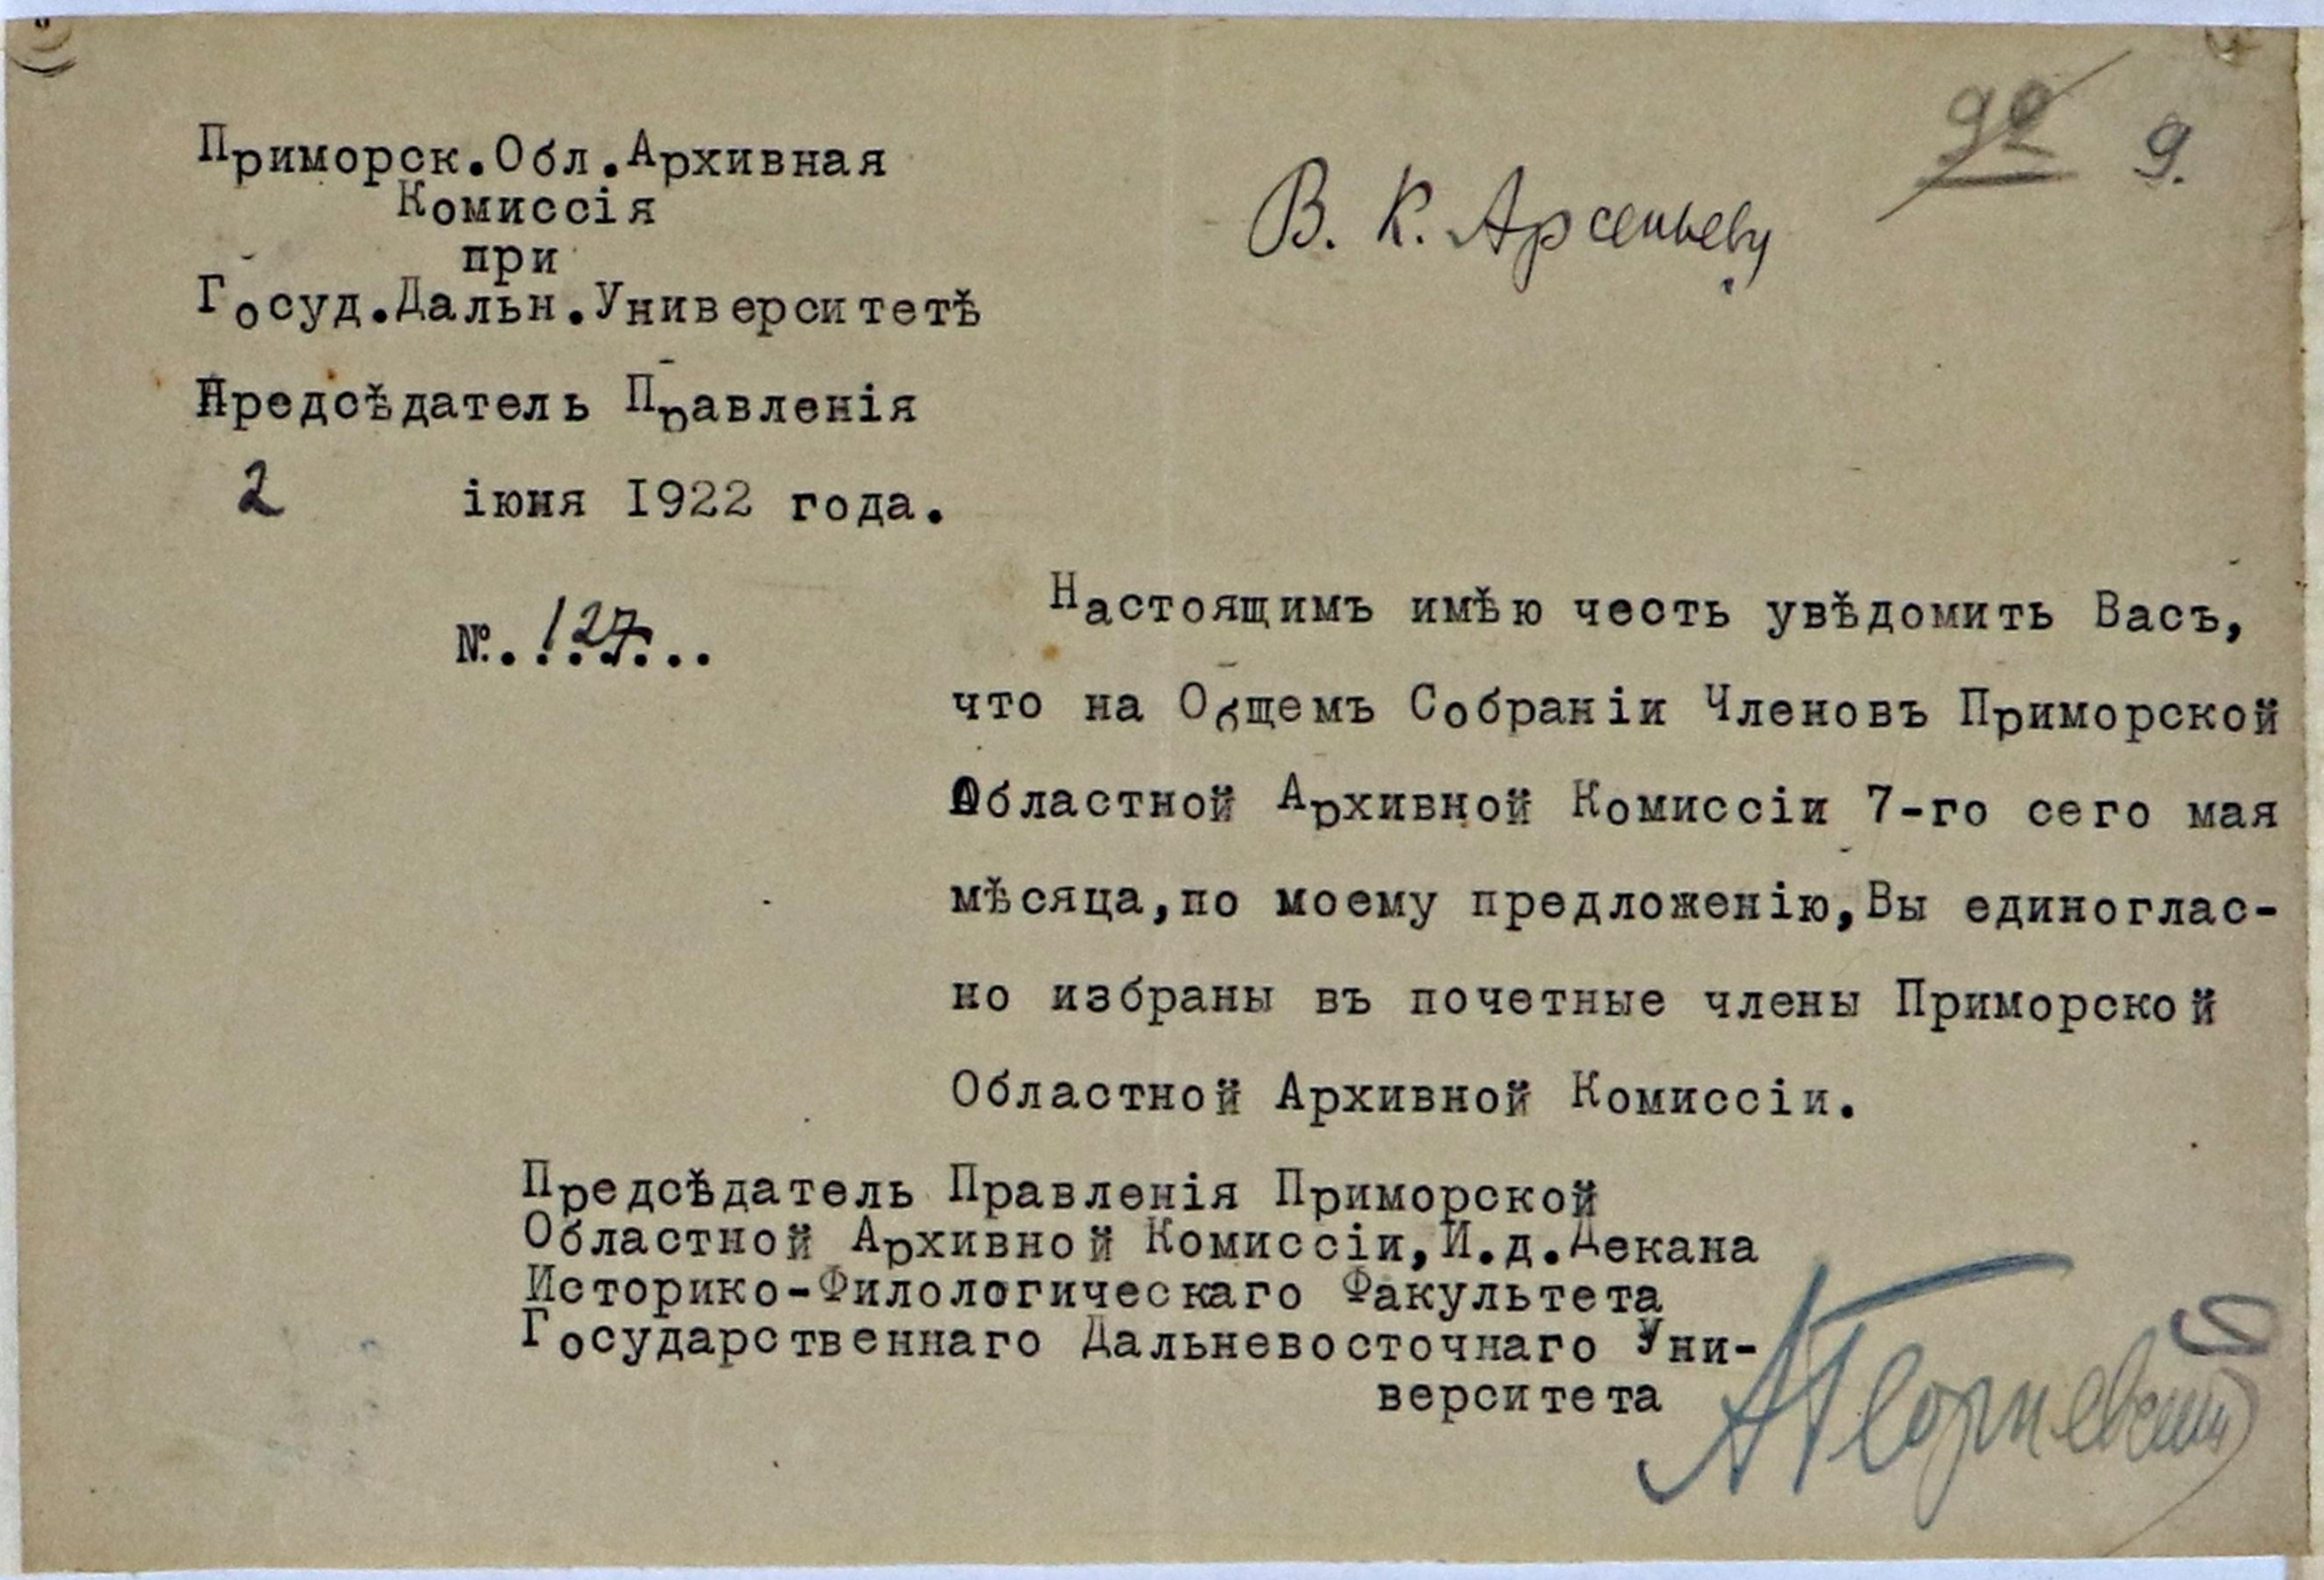 Приморск.Обл.Архивная
Комиссія
при
Госуд.Дальн.Университетѣ
Предсѣдатель Правленія
2 іюня 1922 года.
№..127...
В. К. Арсеньеву
92 9.
Настоящимъ имѣю честь увѣдомить Васъ,
что на Общемъ Собраніи Членовъ Приморской
Областной Архивной Комиссіи 7-го сего мая
мѣсяца,по моему предложенію,Вы единоглас-
но избраны въ почетные члены Приморской
Областной Архивной Комиссіи.
Предсѣдатель Правленія Приморской
Областной Архивной Комиссіи,И.д.Декана
Историко-Филологическаго Факультета
Государственнаго Дальневосточнаго Уни-
верситета